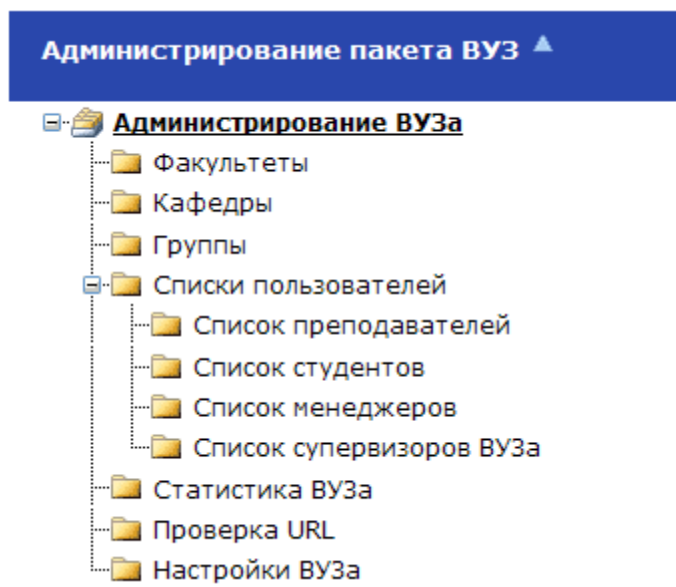 Администрирование пакета ВУЗ
Администрирование ВУЗа
Факультеты
Кафедры
Группы
Списки пользователей
Список преподавателей
Список студентов
Список менеджеров
Список супервизоров ВУЗа
Статистика ВУЗа
Проверка URL
Настройки ВУЗа